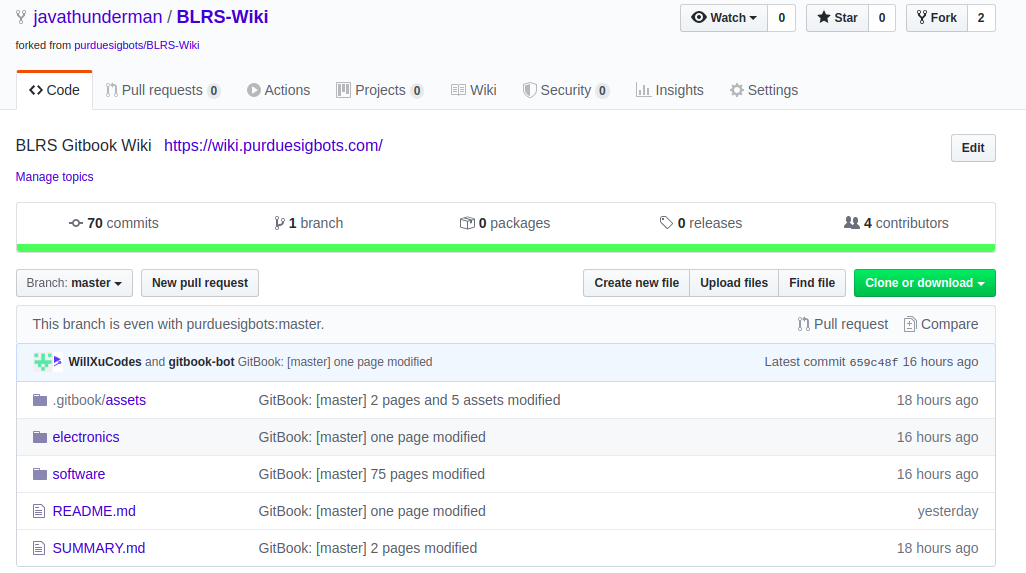 javathunderman / BLRS-Wiki Watch 0 Star 0 Fork 2
forked from purduesigbots/BLRS-Wiki
Code Pull requests 0 Actions Projects 0 Wiki Security 0 Insights Settings
BLRS Gitbook Wiki https://wiki.purduesigbots.com/ Edit
Manage topics
70 commits 1 branch 0 packages 0 releases 4 contributors
Branch: master New pull request Create new file Upload files Find file Clone or download
This branch is even with purduesigbots:master. Pull request Compare
WillXuCodes and gitbook-bot GitBook: [master] one page modified Latest commit 659c48f 16 hours ago
.gitbook/assets GitBook: [master] 2 pages and 5 assets modified 18 hours ago
electronics GitBook: [master] one page modified 16 hours ago
software GitBook: [master] 75 pages modified 16 hours ago
README.md GitBook: [master] one page modified yesterday
SUMMARY.md GitBook: [master] 2 pages modified 18 hours ago